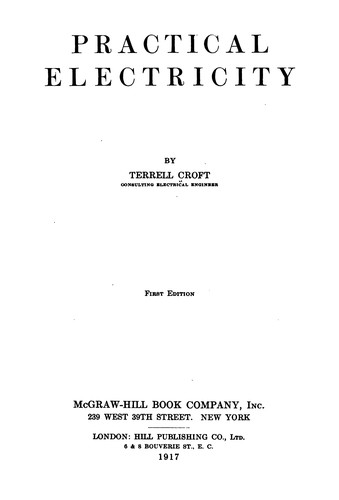 PRACTICAL
ELECTRICITY
BY
TERRELL CROFT
CONSULTING ELECTRICAL ENGINEER
FIRST EDITION
McGRAW-HILL BOOK COMPANY, INC.
239 WEST 39TH STREET. NEW YORK
LONDON: HILL PUBLISHING CO., LTD.
6 & 8 BOUVERIE ST., E. C.
1917